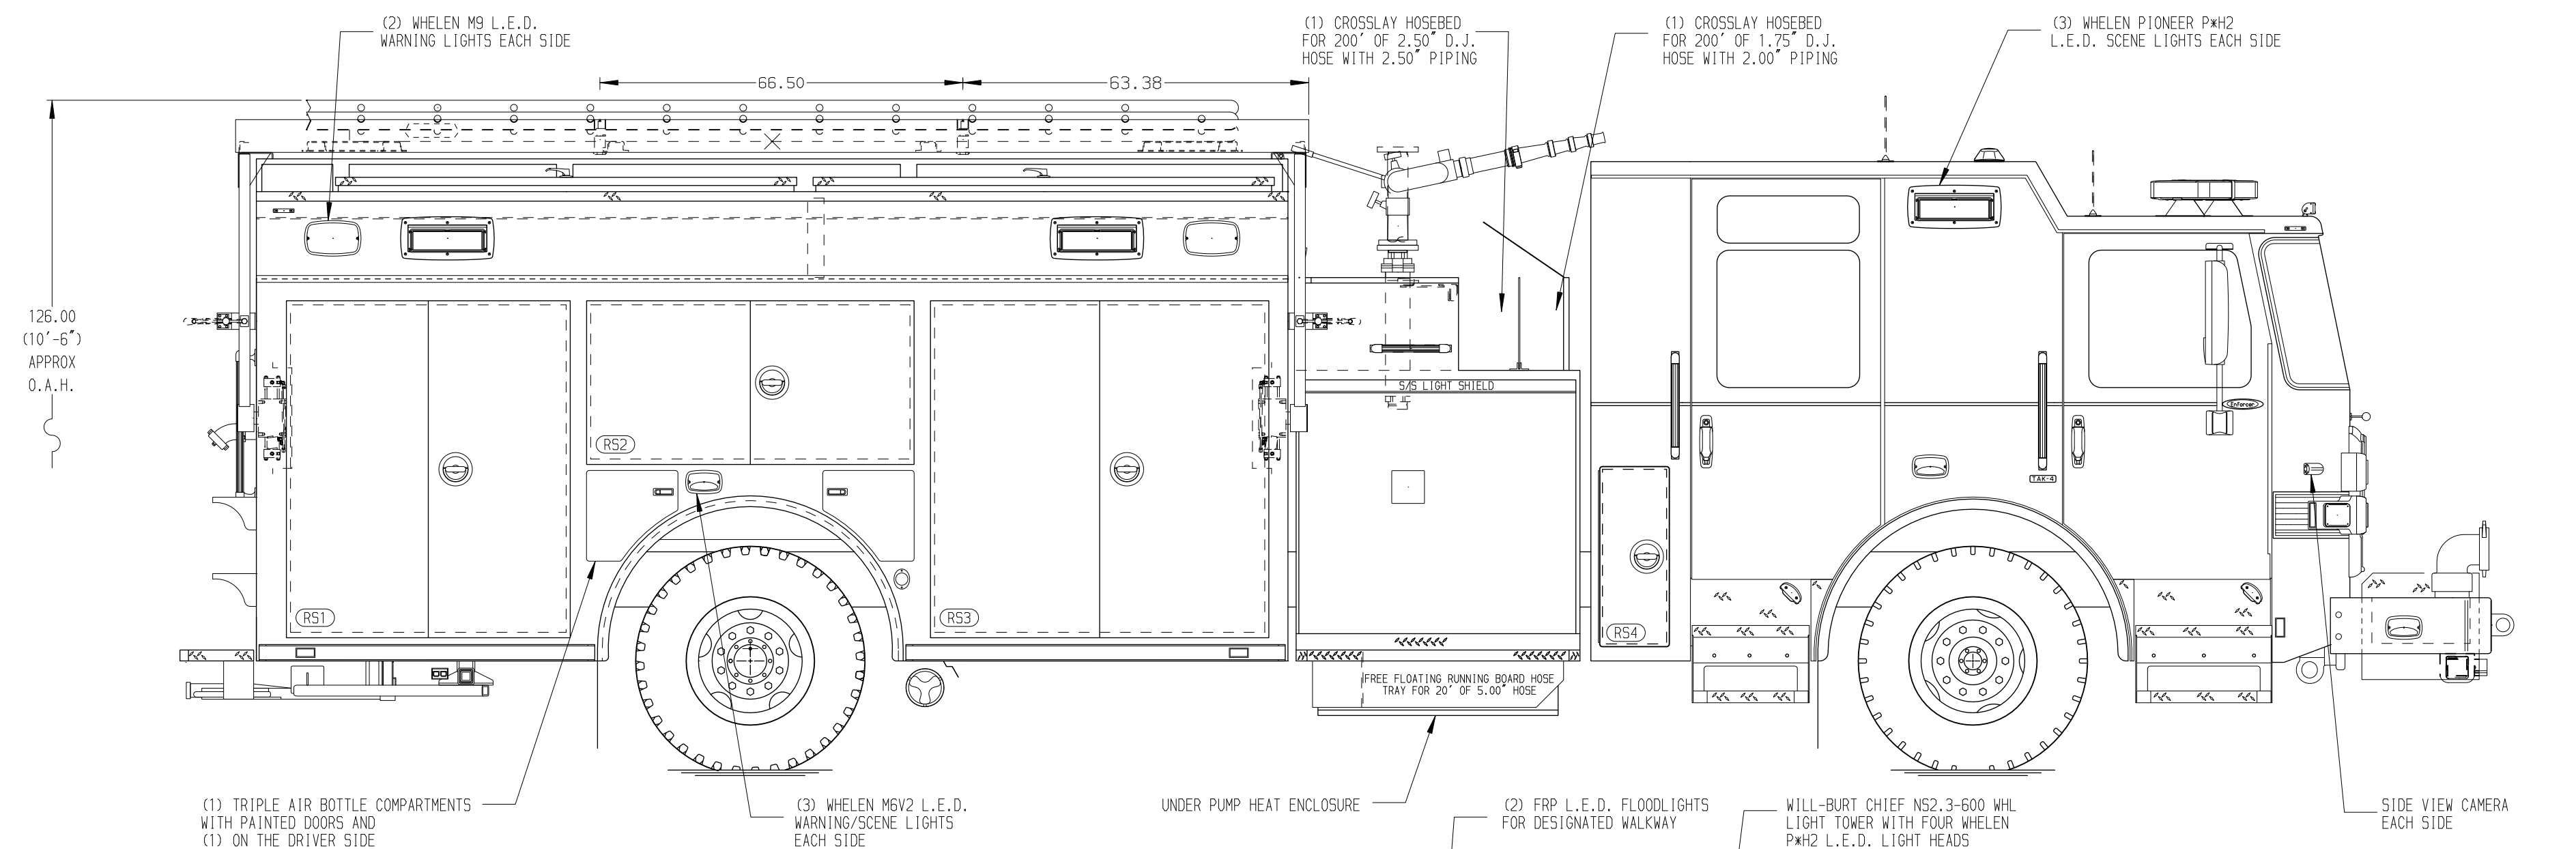 (2) WHELEN M9 L.E.D.
WARNING LIGHTS EACH SIDE
(1) CROSSLAY HOSEBED
FOR 200' OF 2.50" D.J.
HOSE WITH 2.50" PIPING
(1) CROSSLAY HOSEBED
FOR 200' OF 1.75" D.J.
HOSE WITH 2.00" PIPING
(3) WHELEN PIONEER P*H2
L.E.D. SCENE LIGHTS EACH SIDE
66.50
63.38
126.00
(10'-6")
APPROX
O.A.H.
S/S LIGHT SHIELD
Enforcer
RS2
TAK-4
RS1
RS3
RS4
FREE FLOATING RUNNING BOARD HOSE
TRAY FOR 20' OF 5.00" HOSE
(1) TRIPLE AIR BOTTLE COMPARTMENTS
WITH PAINTED DOORS AND
(1) ON THE DRIVER SIDE
(3) WHELEN M6V2 L.E.D.
WARNING/SCENE LIGHTS
EACH SIDE
UNDER PUMP HEAT ENCLOSURE
(2) FRP L.E.D. FLOODLIGHTS
FOR DESIGNATED WALKWAY
WILL-BURT CHIEF NS2.3-600 WHL
LIGHT TOWER WITH FOUR WHELEN
P*H2 L.E.D. LIGHT HEADS
SIDE VIEW CAMERA
EACH SIDE